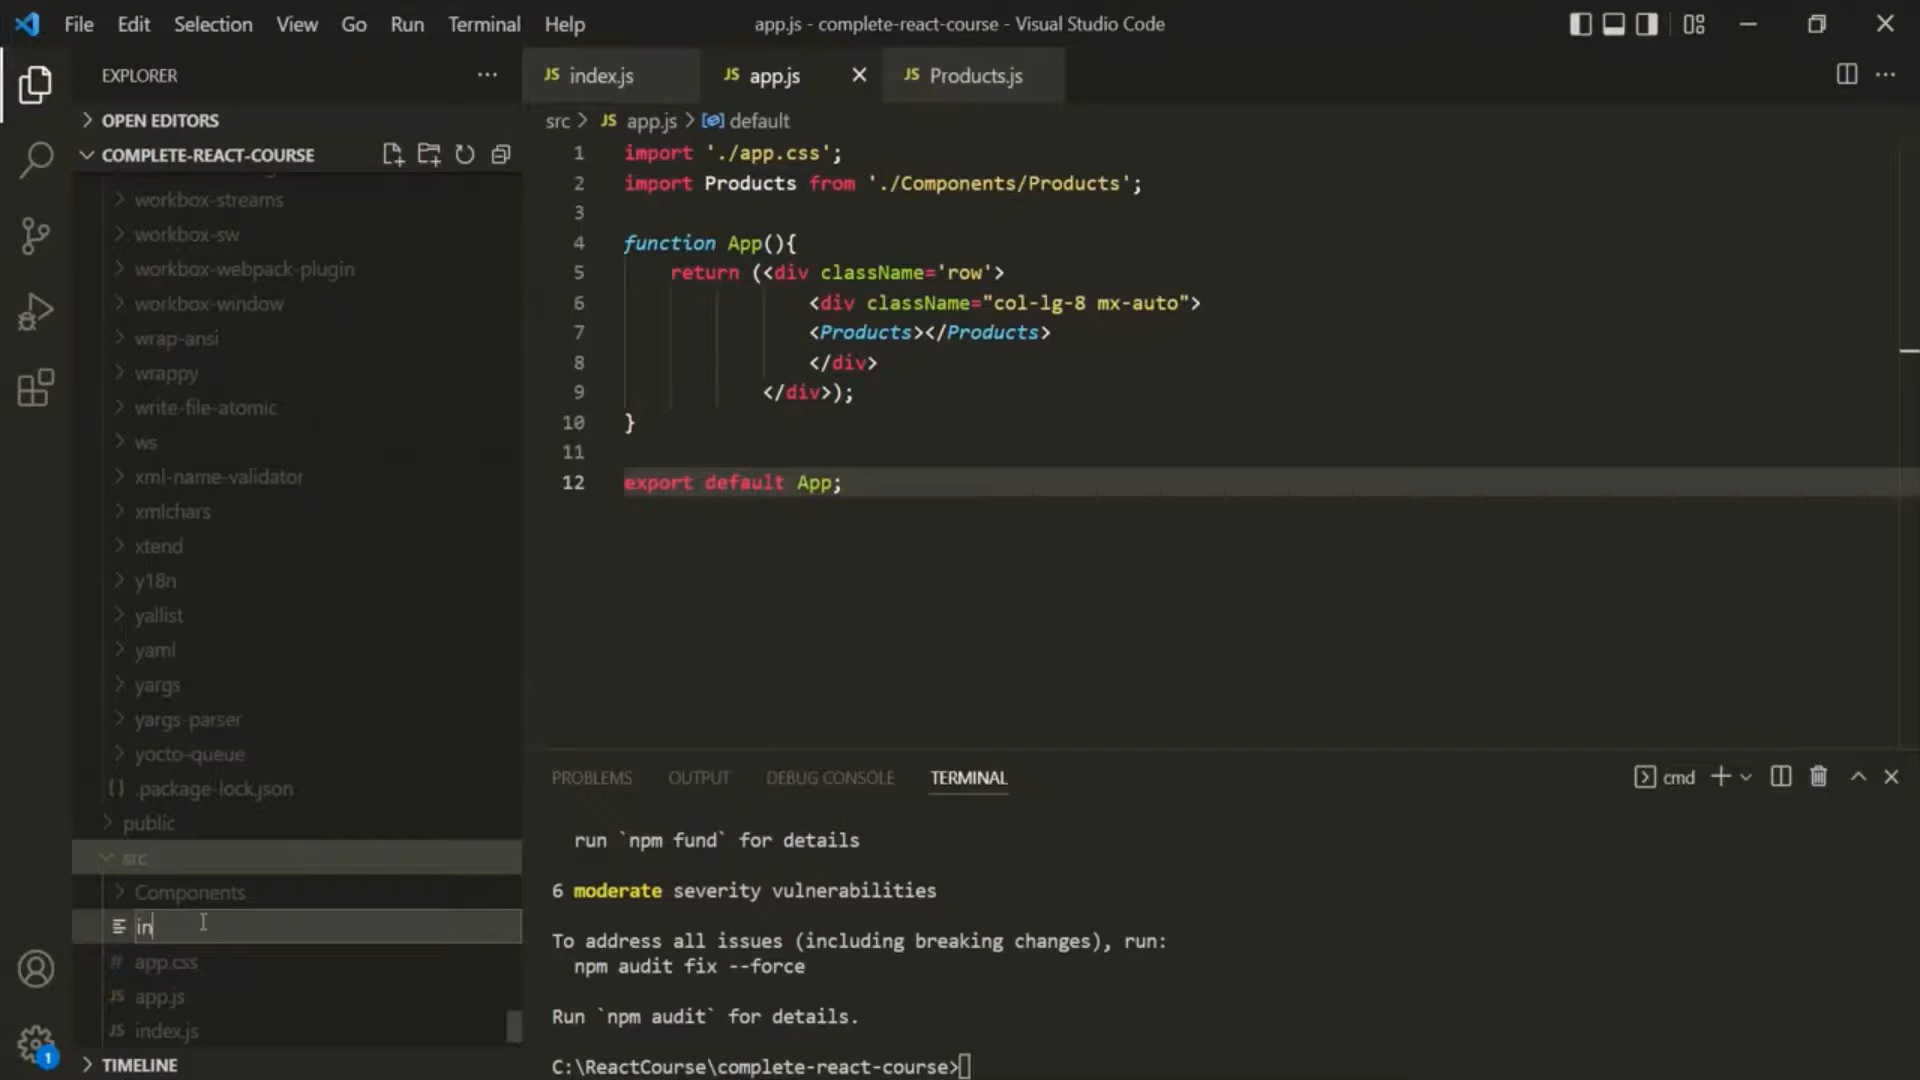 File Edit Selection View Go Run Terminal Help
app.js - complete-react-course - Visual Studio Code
EXPLORER
OPEN EDITORS
COMPLETE-REACT-COURSE
workbox-streams
workbox-sw
workbox-webpack-plugin
workbox-window
wrap-ansi
wrappy
write-file-atomic
ws
xml-name-validator
xmlchars
xtend
y18n
yallist
yaml
yargs
yargs-parser
yocto-queue
{} .package-lock.json
public
src
Components
in
# app.css
JS app.js
JS index.js
TIMELINE
1
JS index.js JS app.js JS Products.js
src > JS app.js > default
1 import './app.css';
2 import Products from './Components/Products';
3
4 function App(){
5 return (<div className='row'>
6 <div className="col-lg-8 mx-auto">
7 <Products></Products>
8 </div>
9 </div>);
10 }
11
12 export default App;
PROBLEMS OUTPUT DEBUG CONSOLE TERMINAL
cmd
run `npm fund` for details
6 moderate severity vulnerabilities
To address all issues (including breaking changes), run:
npm audit fix --force
Run `npm audit` for details.
C:\ReactCourse\complete-react-course>